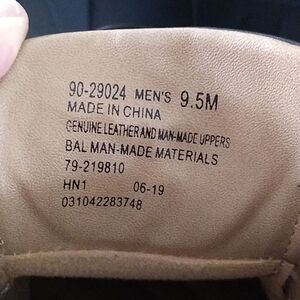 90-29024 MEN'S 9.5M
MADE IN CHINA
GENUINE LEATHER AND MAN-MADE UPPERS
BAL MAN-MADE MATERIALS
79-219810
HN1 06-19
031042283748